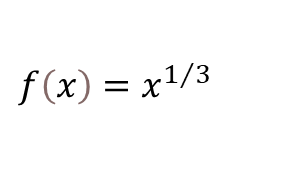 f(x) = x^{1/3}